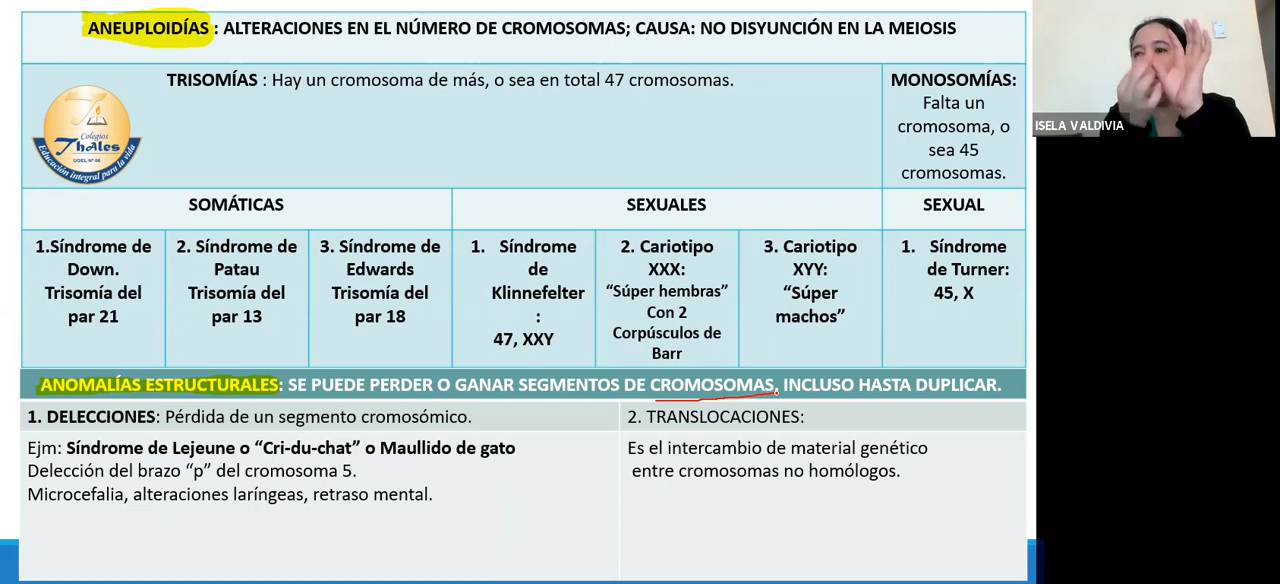 ANEUPLOIDÍAS : ALTERACIONES EN EL NÚMERO DE CROMOSOMAS; CAUSA: NO DISYUNCIÓN EN LA MEIOSIS
TRISOMÍAS : Hay un cromosoma de más, o sea en total 47 cromosomas.
MONOSOMÍAS:
Falta un
cromosoma, o
sea 45
cromosomas.
Colegios
Thales
UGEL Nº 06
Educación integral para la vida
SOMÁTICAS
SEXUALES
SEXUAL
1.Síndrome de
Down.
Trisomía del
par 21
2. Síndrome de
Patau
Trisomía del
par 13
3. Síndrome de
Edwards
Trisomía del
par 18
1. Síndrome
de
Klinnefelter
:
47, XXY
2. Cariotipo
XXX:
“Súper hembras”
Con 2
Corpúsculos de
Barr
3. Cariotipo
XYY:
“Súper
machos”
1. Síndrome
de Turner:
45, X
ANOMALÍAS ESTRUCTURALES: SE PUEDE PERDER O GANAR SEGMENTOS DE CROMOSOMAS, INCLUSO HASTA DUPLICAR.
1. DELECCIONES: Pérdida de un segmento cromosómico.
Ejm: Síndrome de Lejeune o “Cri-du-chat” o Maullido de gato
Delección del brazo “p” del cromosoma 5.
Microcefalia, alteraciones laríngeas, retraso mental.
2. TRANSLOCACIONES:
Es el intercambio de material genético
entre cromosomas no homólogos.
ISELA VALDIVIA